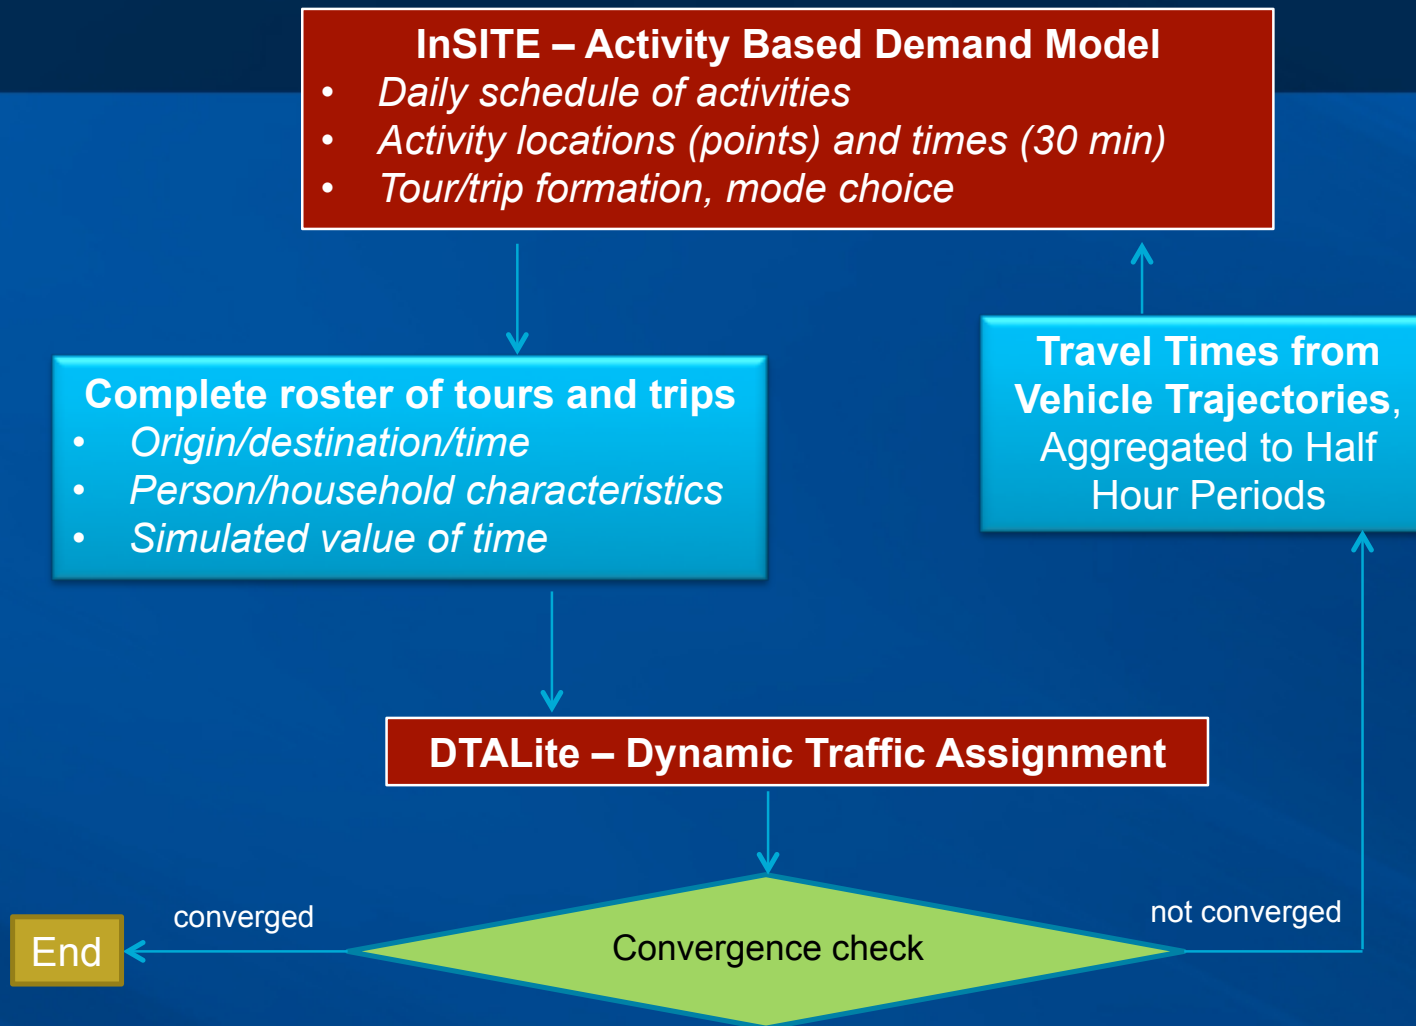 InSITE – Activity Based Demand Model
• Daily schedule of activities
• Activity locations (points) and times (30 min)
• Tour/trip formation, mode choice
Complete roster of tours and trips
• Origin/destination/time
• Person/household characteristics
• Simulated value of time
Travel Times from
Vehicle Trajectories,
Aggregated to Half
Hour Periods
DTALite – Dynamic Traffic Assignment
converged
not converged
End
Convergence check